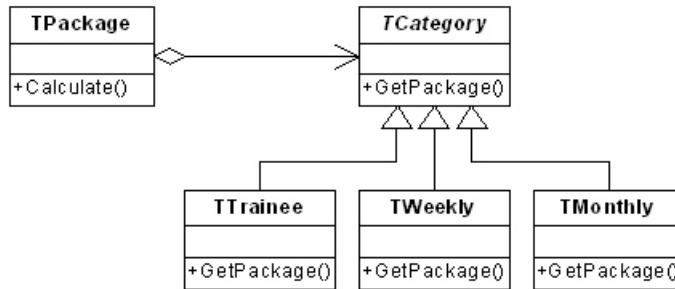 TPackage
TCategory
+Calculate()
+GetPackage()
TTrainee
TWeekly
TMonthly
+GetPackage()
+GetPackage()
+GetPackage()